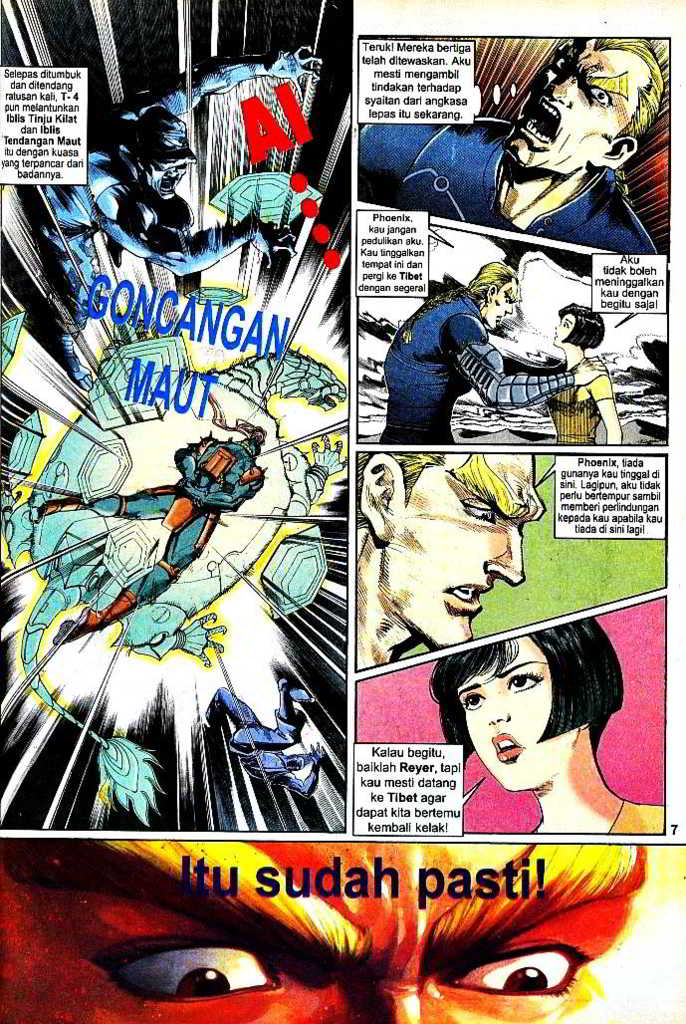 Selepas ditumbuk
dan ditendang
ratusan kali, T-4
pun melantunkan
Iblis Tinju Kilat
dan Iblis
Tendangan Maut
itu dengan kuasa
yang terpancar dari
badannya.
AI
...
GONCANGAN
MAUT
Teruk! Mereka bertiga
telah ditewaskan. Aku
mesti mengambil
tindakan terhadap
syaitan dari angkasa
lepas itu sekarang.
...
Phoenix,
kau jangan
pedulikan aku.
Kau tinggalkan
tempat ini dan
pergi ke Tibet
dengan segera!
Aku
tidak boleh
meninggalkan
kau dengan
begitu saja!
Phoenix, tiada
gunanya kau tinggal di
sini. Lagipun, aku tidak
perlu bertempur sambil
memberi perlindungan
kepada kau apabila kau
tiada di sini lagi!
Kalau begitu,
baiklah Reyer, tapi
kau mesti datang
ke Tibet agar
dapat kita bertemu
kembali kelak!
7
Itu sudah pasti!